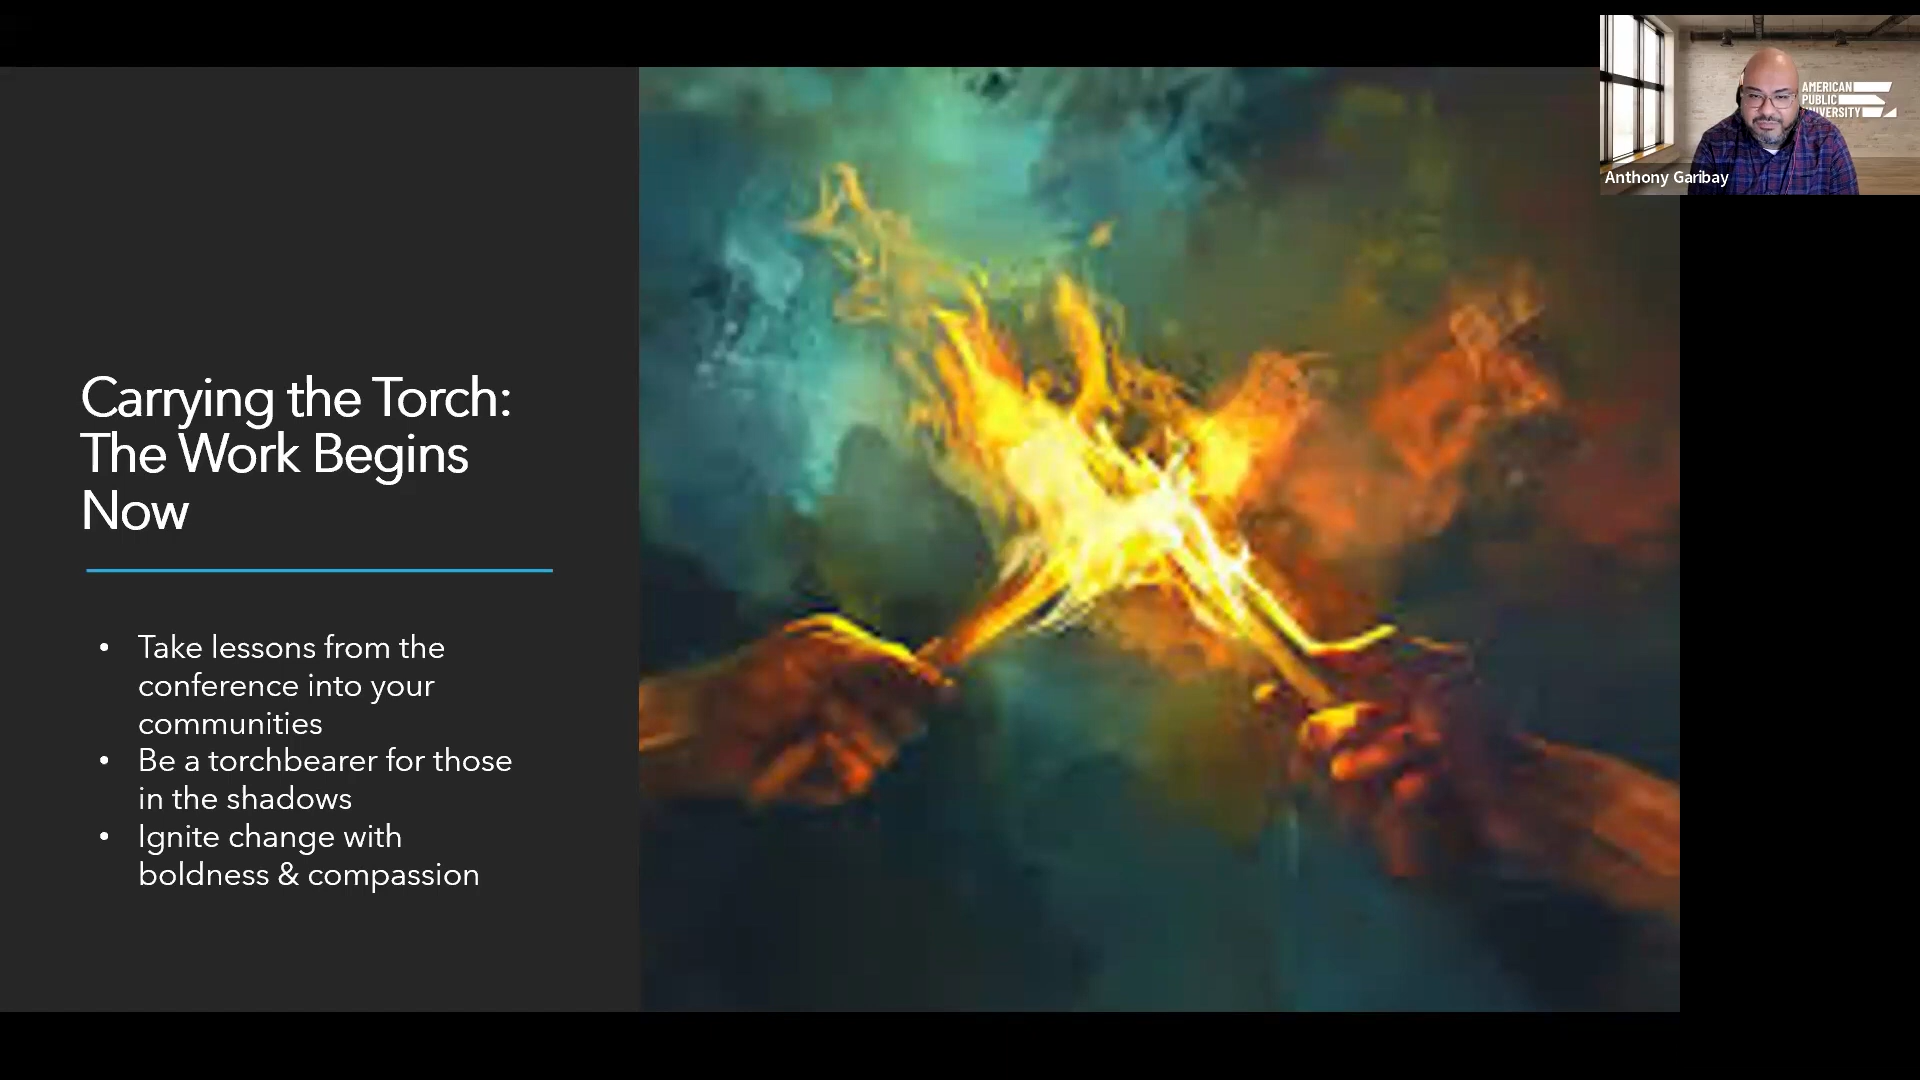 Carrying the Torch:
The Work Begins
Now
• Take lessons from the
conference into your
communities
• Be a torchbearer for those
in the shadows
• Ignite change with
boldness & compassion
AMERICAN
PUBLIC
UNIVERSITY
Anthony Garibay